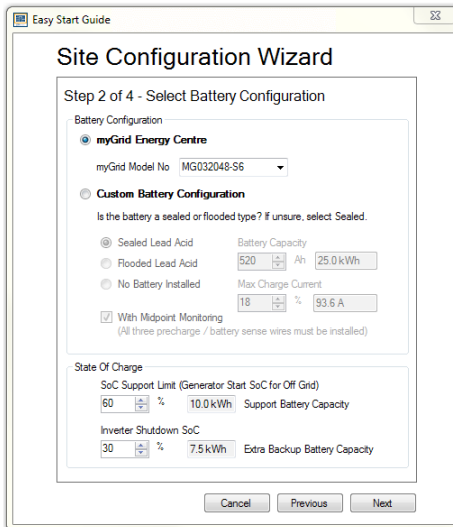 Easy Start Guide
Site Configuration Wizard
Step 2 of 4 - Select Battery Configuration
Battery Configuration
myGrid Energy Centre
myGrid Model No MG032048-S6
Custom Battery Configuration
Is the battery a sealed or flooded type? If unsure, select Sealed.
Sealed Lead Acid Battery Capacity
Flooded Lead Acid 520 Ah 25.0 kWh
No Battery Installed Max Charge Current
18 % 93.6 A
With Midpoint Monitoring
(All three precharge / battery sense wires must be installed)
State Of Charge
SoC Support Limit (Generator Start SoC for Off Grid)
60 % 10.0 kWh Support Battery Capacity
Inverter Shutdown SoC
30 % 7.5 kWh Extra Backup Battery Capacity
Cancel Previous Next